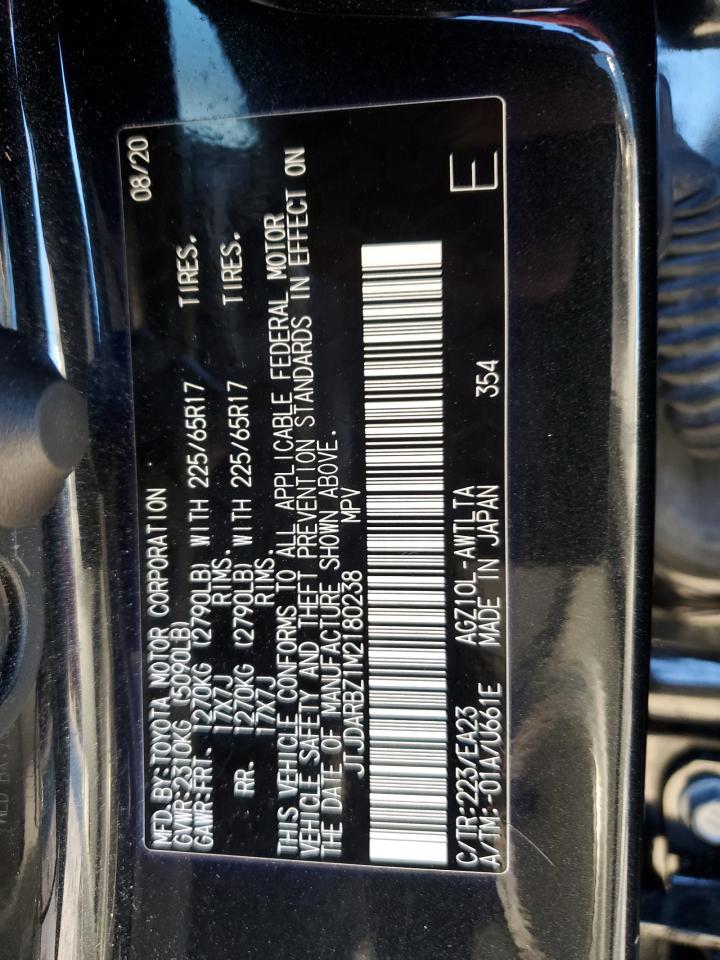 MFD.BY:TOYOTA MOTOR CORPORATION 08/20
GVWR:2310KG (5090LB)
GAWR:FRT. 1270KG (2790LB) WITH 225/65R17 TIRES.
17X7J RIMS.
RR. 1270KG (2790LB) WITH 225/65R17 TIRES.
17X7J RIMS.
THIS VEHICLE CONFORMS TO ALL APPLICABLE FEDERAL MOTOR
VEHICLE SAFETY AND THEFT PREVENTION STANDARDS IN EFFECT ON
THE DATE OF MANUFACTURE SHOWN ABOVE.
JTJDARBZ1M2180238 MPV
C/TR:223/EA23 AGZ10L-AWTLTA 354 E
A/TM:-01A/U661E MADE IN JAPAN